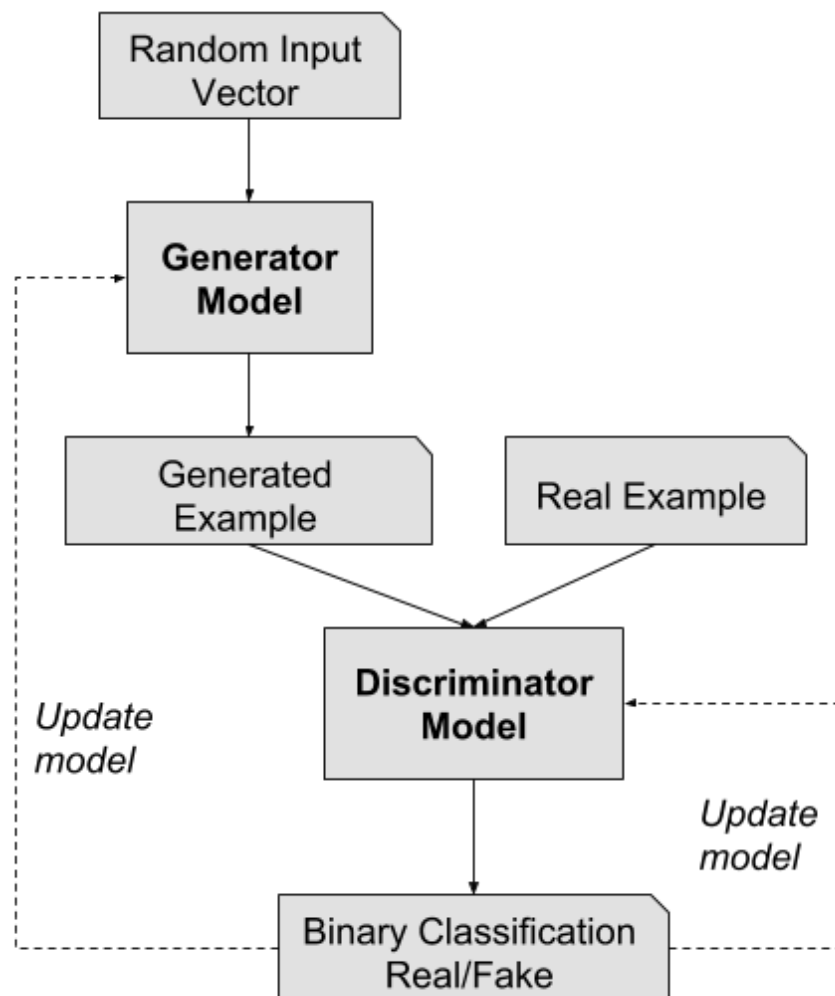 Random Input
Vector
Generator
Model
Generated
Example
Real Example
Discriminator
Model
Update
model
Update
model
Binary Classification
Real/Fake